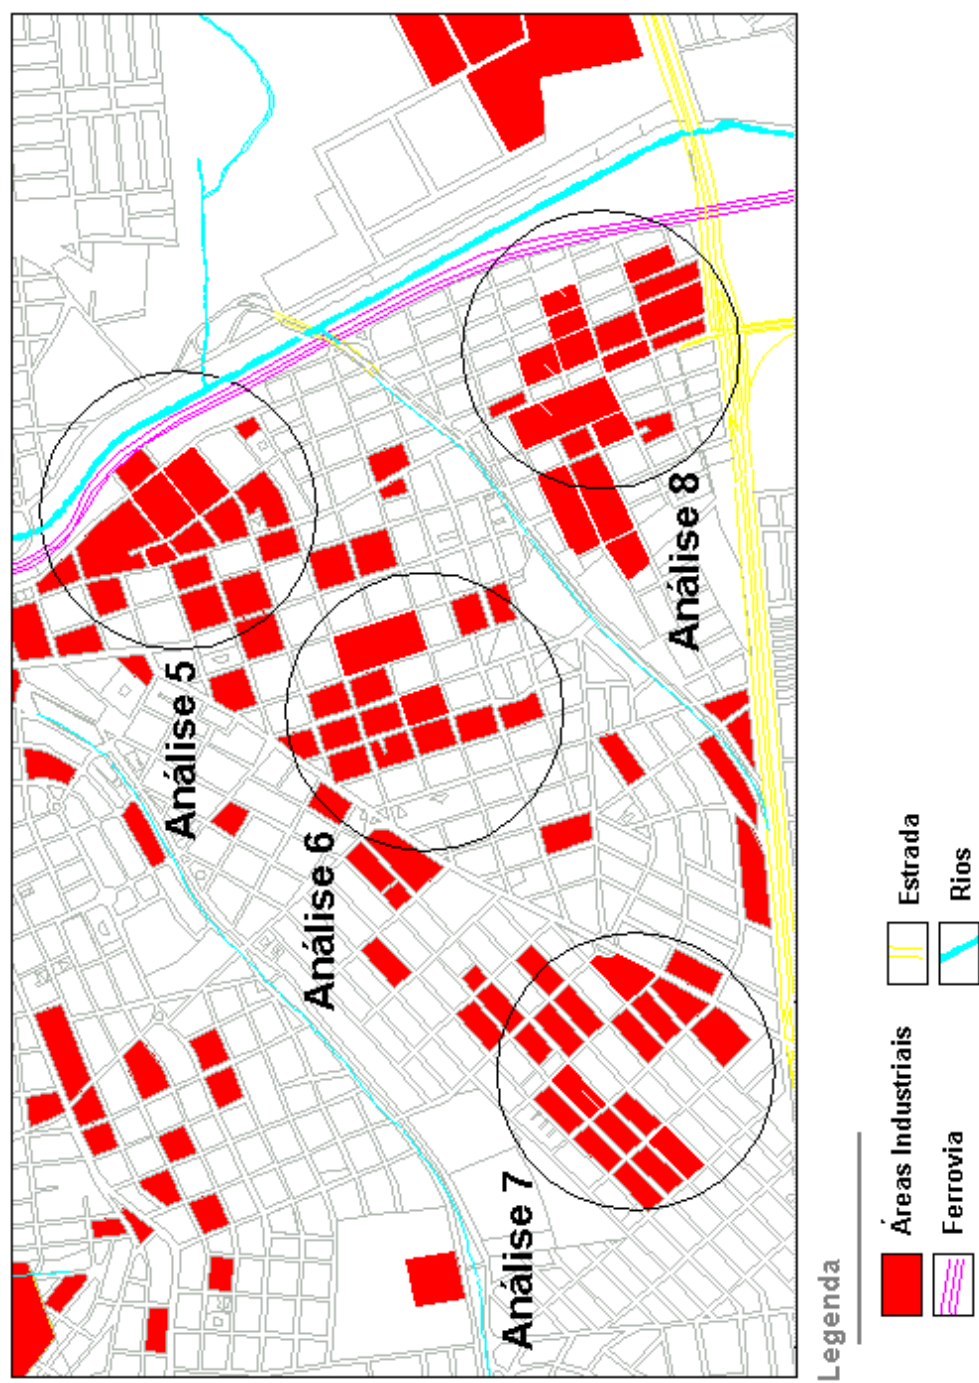 Análise 5
Análise 6
Análise 7
Análise 8
Legenda
Áreas Industriais
Estrada
Ferrovia
Rios